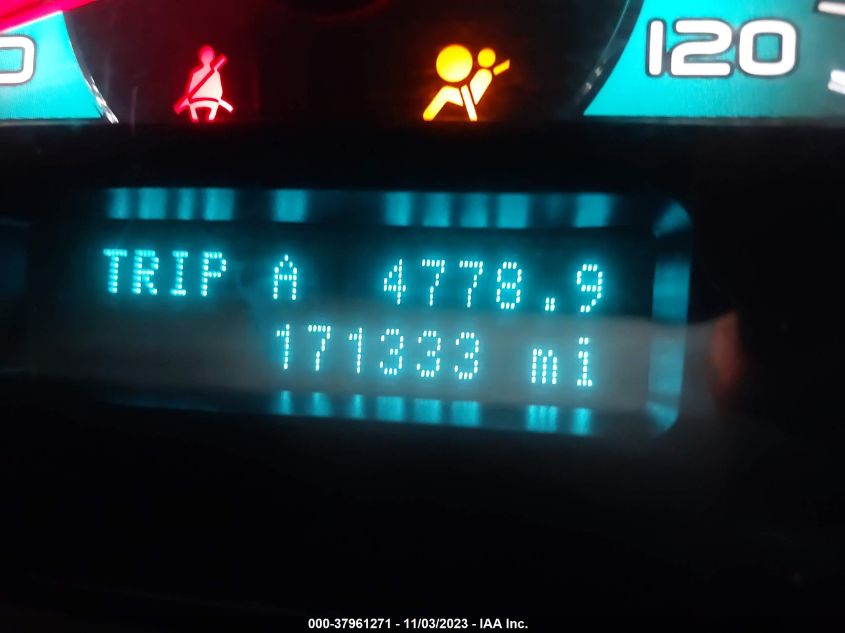 120
TRIP A 4778.9
171333 mi
000-37961271 - 11/03/2023 - IAA Inc.